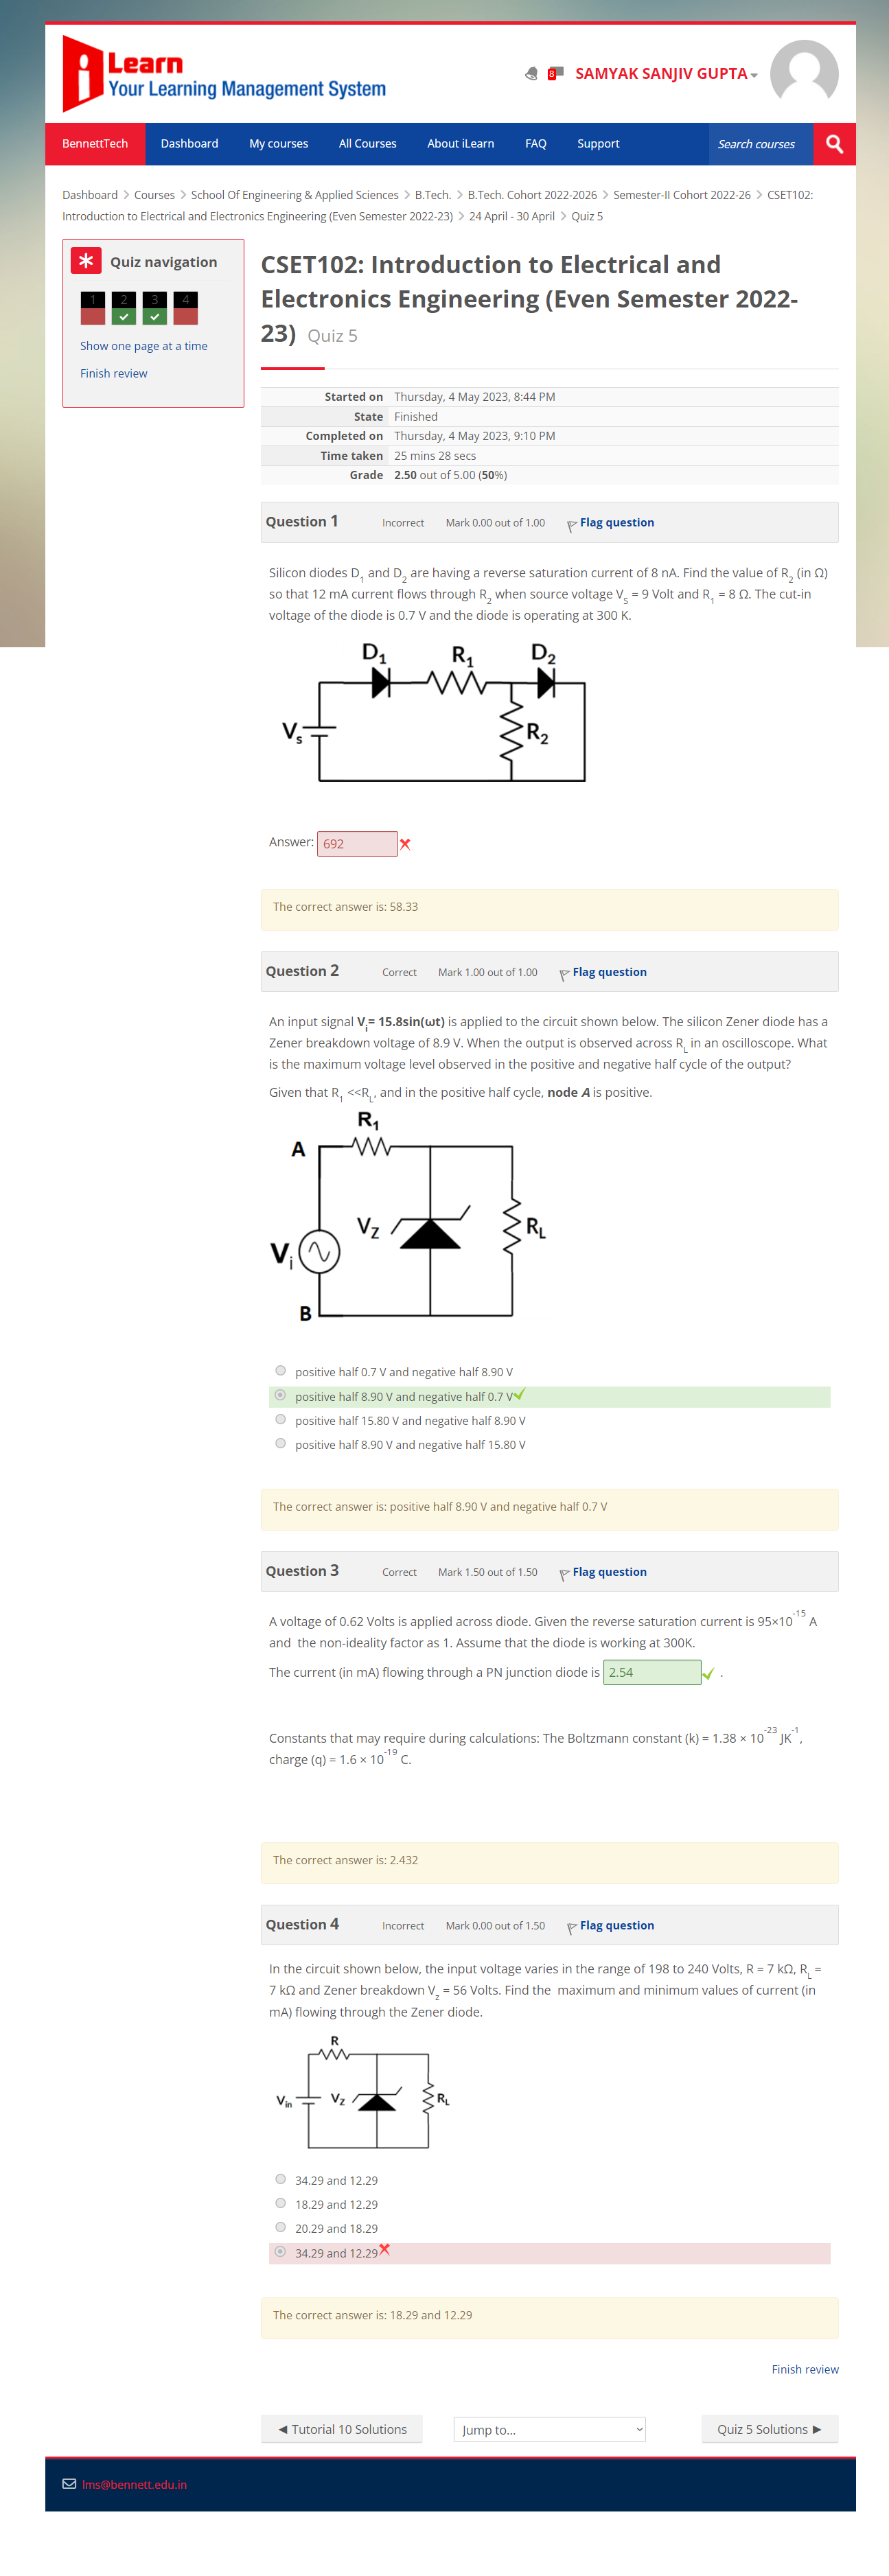 Learn
Your Learning Management System
8
SAMYAK SANJIV GUPTA
BennettTech Dashboard My courses All Courses About iLearn FAQ Support Search courses
Dashboard > Courses > School Of Engineering & Applied Sciences > B.Tech. > B.Tech. Cohort 2022-2026 > Semester-II Cohort 2022-26 > CSET102:
Introduction to Electrical and Electronics Engineering (Even Semester 2022-23) > 24 April - 30 April > Quiz 5
Quiz navigation
1 2 3 4
Show one page at a time
Finish review
CSET102: Introduction to Electrical and
Electronics Engineering (Even Semester 2022-
23) Quiz 5
Started on Thursday, 4 May 2023, 8:44 PM
State Finished
Completed on Thursday, 4 May 2023, 9:10 PM
Time taken 25 mins 28 secs
Grade 2.50 out of 5.00 (50%)
Question 1 Incorrect Mark 0.00 out of 1.00 Flag question
Silicon diodes D1 and D2 are having a reverse saturation current of 8 nA. Find the value of R2 (in Ω)
so that 12 mA current flows through R2 when source voltage VS = 9 Volt and R1 = 8 Ω. The cut-in
voltage of the diode is 0.7 V and the diode is operating at 300 K.
D1 R1 D2
Vs R2
Answer: 692
The correct answer is: 58.33
Question 2 Correct Mark 1.00 out of 1.00 Flag question
An input signal Vi= 15.8sin(ωt) is applied to the circuit shown below. The silicon Zener diode has a
Zener breakdown voltage of 8.9 V. When the output is observed across RL in an oscilloscope. What
is the maximum voltage level observed in the positive and negative half cycle of the output?
Given that R1 <<RL, and in the positive half cycle, node A is positive.
R1
A
VZ RL
Vi
B
positive half 0.7 V and negative half 8.90 V
positive half 8.90 V and negative half 0.7 V
positive half 15.80 V and negative half 8.90 V
positive half 8.90 V and negative half 15.80 V
The correct answer is: positive half 8.90 V and negative half 0.7 V
Question 3 Correct Mark 1.50 out of 1.50 Flag question
A voltage of 0.62 Volts is applied across diode. Given the reverse saturation current is 95×10^-15 A
and the non-ideality factor as 1. Assume that the diode is working at 300K.
The current (in mA) flowing through a PN junction diode is 2.54 .
Constants that may require during calculations: The Boltzmann constant (k) = 1.38 × 10^-23 JK^-1,
charge (q) = 1.6 × 10^-19 C.
The correct answer is: 2.432
Question 4 Incorrect Mark 0.00 out of 1.50 Flag question
In the circuit shown below, the input voltage varies in the range of 198 to 240 Volts, R = 7 kΩ, RL =
7 kΩ and Zener breakdown Vz = 56 Volts. Find the maximum and minimum values of current (in
mA) flowing through the Zener diode.
R
Vin VZ RL
34.29 and 12.29
18.29 and 12.29
20.29 and 18.29
34.29 and 12.29
The correct answer is: 18.29 and 12.29
Finish review
◄ Tutorial 10 Solutions Jump to... Quiz 5 Solutions ►
lms@bennett.edu.in